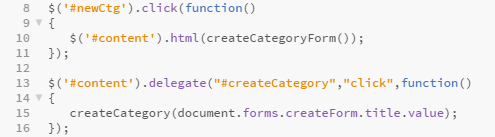 8 $('#newCtg').click(function()
9 {
10 $('#content').html(createCategoryForm());
11 });
12
13 $('#content').delegate("#createCategory","click",function()
14 {
15 createCategory(document.forms.createForm.title.value);
16 });